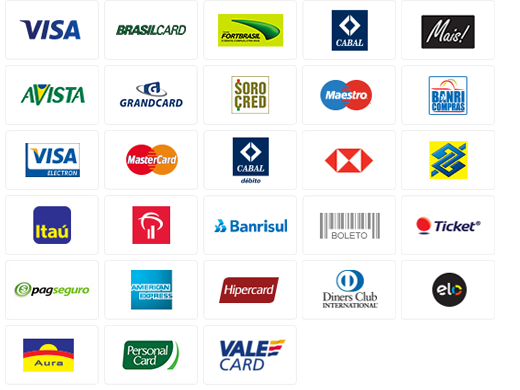 VISA
BRASILCARD
FORTBRASIL
CABAL
Mais!
AVISTA
GRANDCARD
SORO
CRED
Maestro
BANRI
COMPRAS
VISA
ELECTRON
MasterCard
CABAL
débito
Itaú
Banrisul
BOLETO
Ticket®
pagseguro
AMERICAN
EXPRESS
Hipercard
Diners Club
INTERNATIONAL
elo
Aura
Personal
Card
VALE
CARD